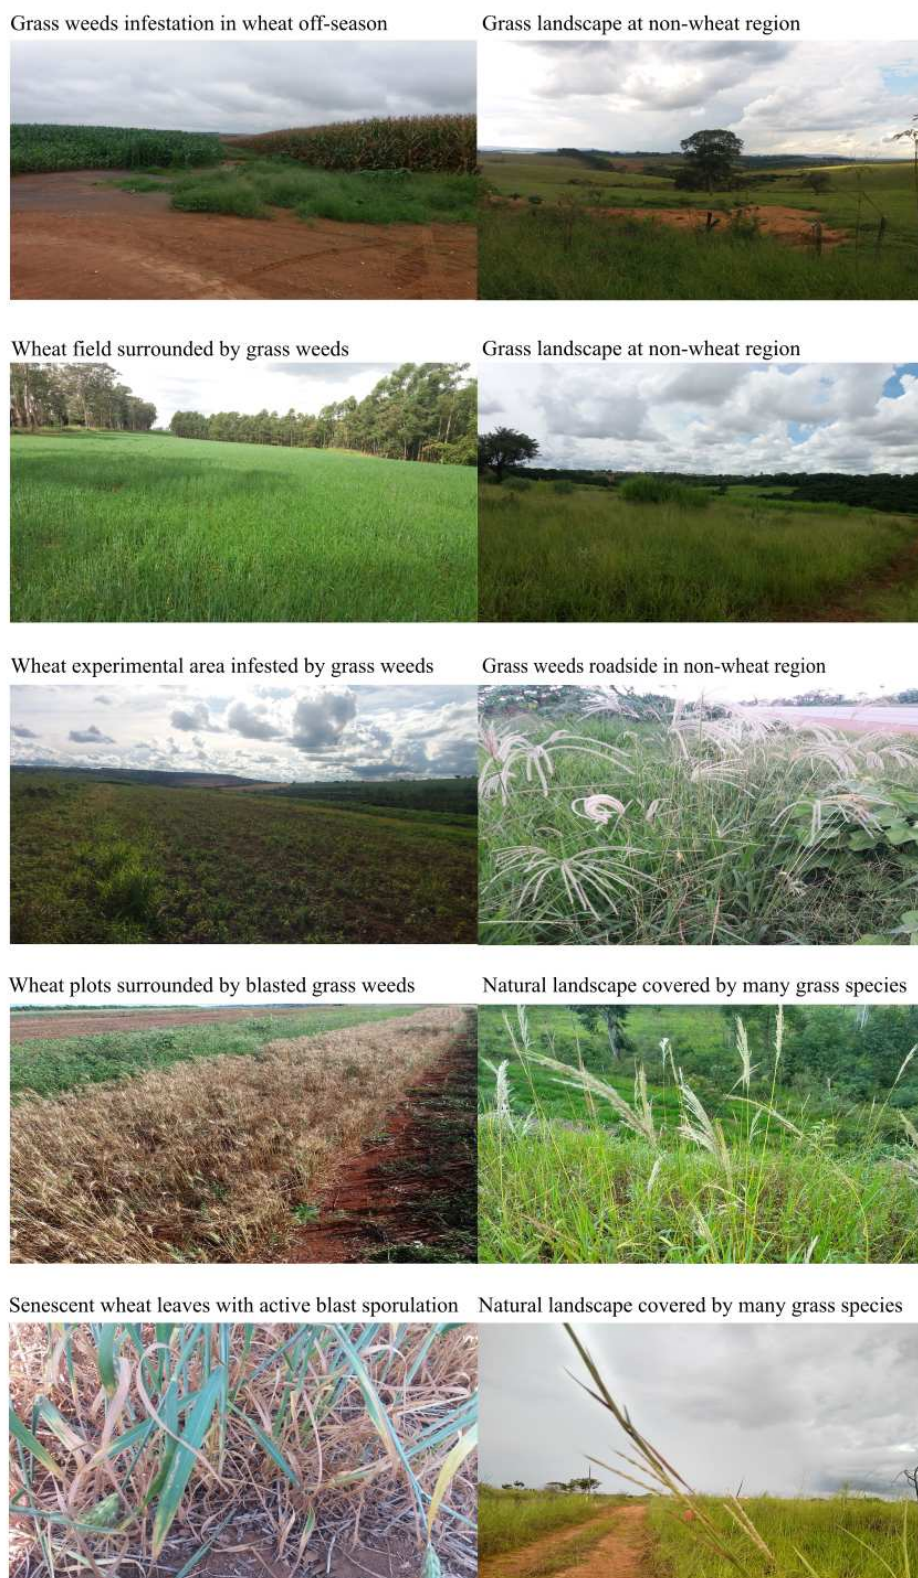 Grass weeds infestation in wheat off-season
Grass landscape at non-wheat region
Wheat field surrounded by grass weeds
Grass landscape at non-wheat region
Wheat experimental area infested by grass weeds
Grass weeds roadside in non-wheat region
Wheat plots surrounded by blasted grass weeds
Natural landscape covered by many grass species
Senescent wheat leaves with active blast sporulation
Natural landscape covered by many grass species